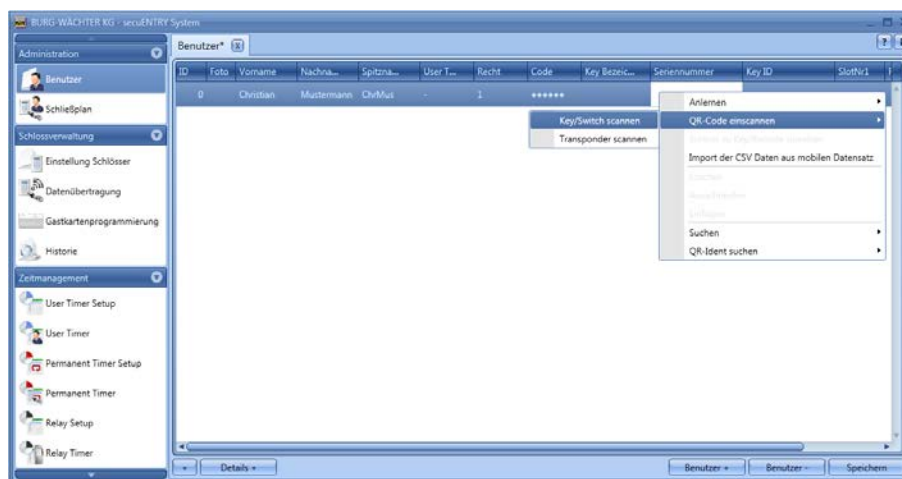 BURG-WÄCHTER KG - secuENTRY System
Administration
Benutzer
Schließplan
Schlossverwaltung
Einstellung Schlösser
Datenübertragung
Gastkartenprogrammierung
Historie
Zeitmanagement
User Timer Setup
User Timer
Permanent Timer Setup
Permanent Timer
Relay Setup
Relay Timer
Benutzer*
ID Foto Vorname Nachna... Spitzna... User T... Recht Code Key Bezeic... Seriennummer Key ID SlotNr1
0 Christian Mustermann ChrMus - 1 ******
Anlernen
Key/Switch scannen
Transponder scannen
QR-Code einscannen
Import der CSV Daten aus mobilen Datensatz
Suchen
QR-Ident suchen
+ Details + Benutzer + Benutzer - Speichern